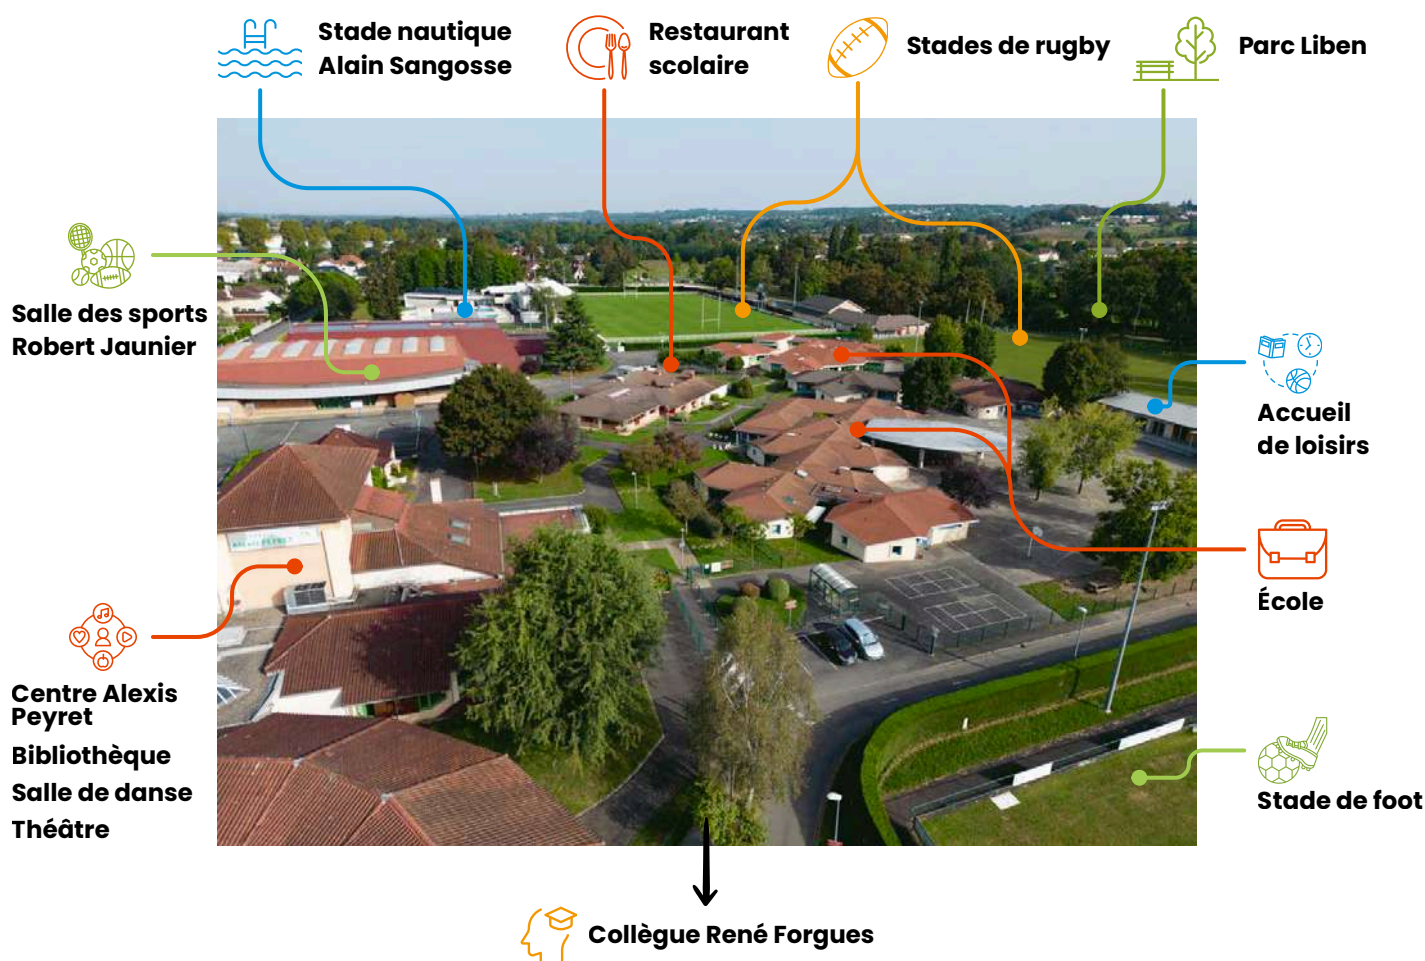 Stade nautique
Alain Sangosse
Restaurant
scolaire
Stades de rugby
Parc Liben
Salle des sports
Robert Jaunier
Accueil
de loisirs
École
Centre Alexis
Peyret
Bibliothèque
Salle de danse
Théâtre
Stade de foot
Collègue René Forgues